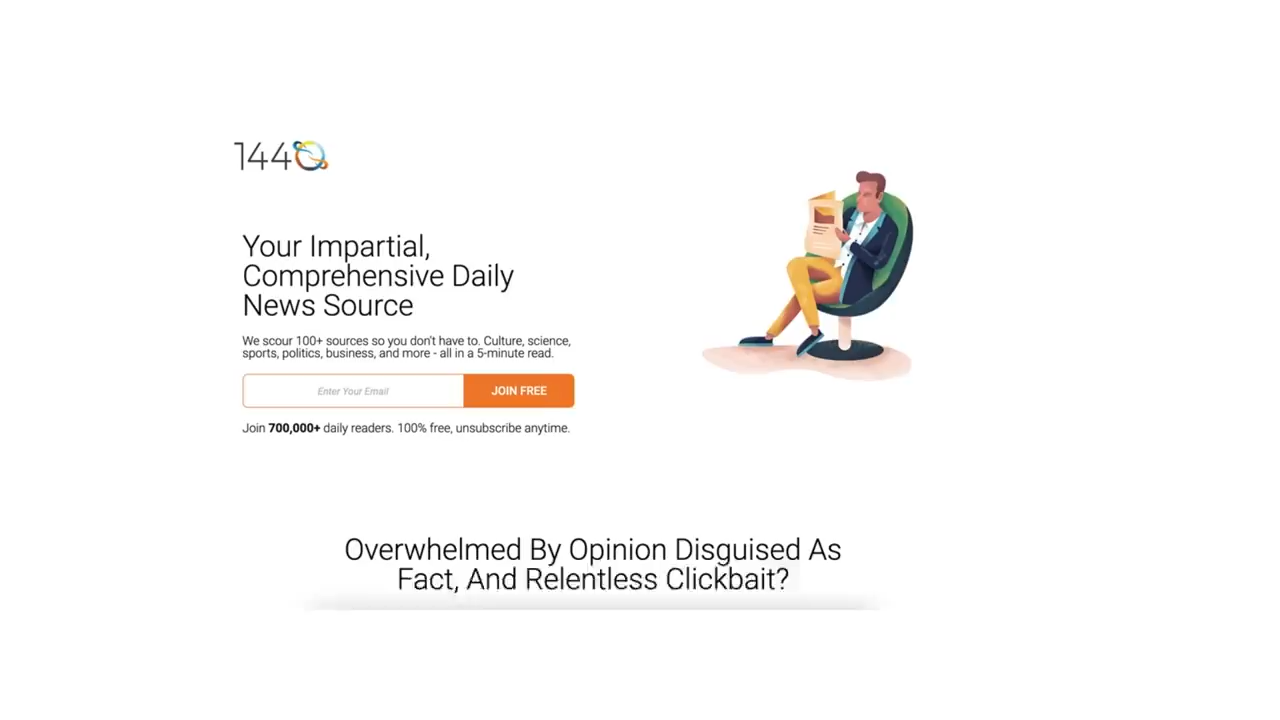 1440
Your Impartial,
Comprehensive Daily
News Source
We scour 100+ sources so you don't have to. Culture, science,
sports, politics, business, and more - all in a 5-minute read.
Enter Your Email
JOIN FREE
Join 700,000+ daily readers. 100% free, unsubscribe anytime.
Overwhelmed By Opinion Disguised As
Fact, And Relentless Clickbait?